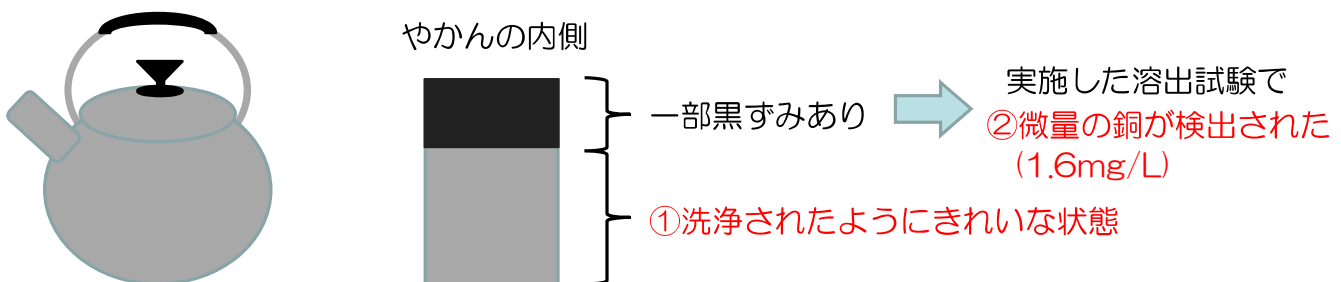 やかんの内側
一部黒ずみあり
実施した溶出試験で
②微量の銅が検出された
(1.6mg/L)
①洗浄されたようにきれいな状態